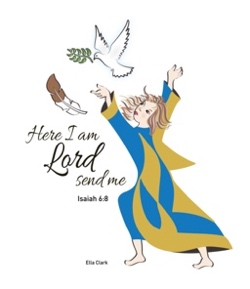 Here I am
Lord
send me
Isaiah 6:8
Ella Clark